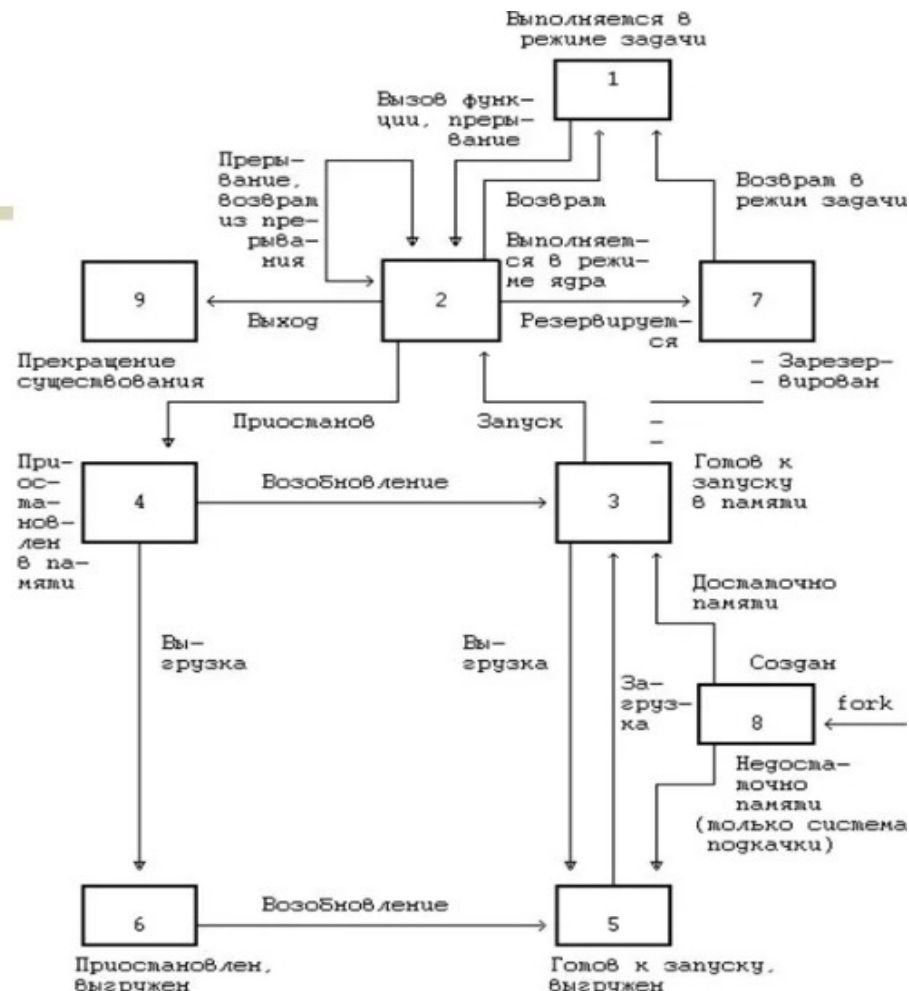 Выполняется в
режиме задачи
1
Вызов функ-
ции, преры-
вание
Преры-
вание,
возврат
из пре-
рыва-
ния
Возврат
Возврат в
режим задачи
Выполняет-
ся в режи-
ме ядра
9
2
7
Выход
Резервирует-
ся
Прекращение
существования
- Зарезер-
- вирован
Приостанов
Запуск
-
-
При-
ос-
та-
нов-
лен
в па-
мяти
4
Возобновление
3
Готов к
запуску
в памяти
Достаточно
памяти
Вы-
грузка
Вы-
грузка
За-
груз-
ка
Создан
8
fork
Недоста-
точно
памяти
(только система
подкачки)
6
Возобновление
5
Приостановлен,
выгружен
Готов к запуску,
выгружен